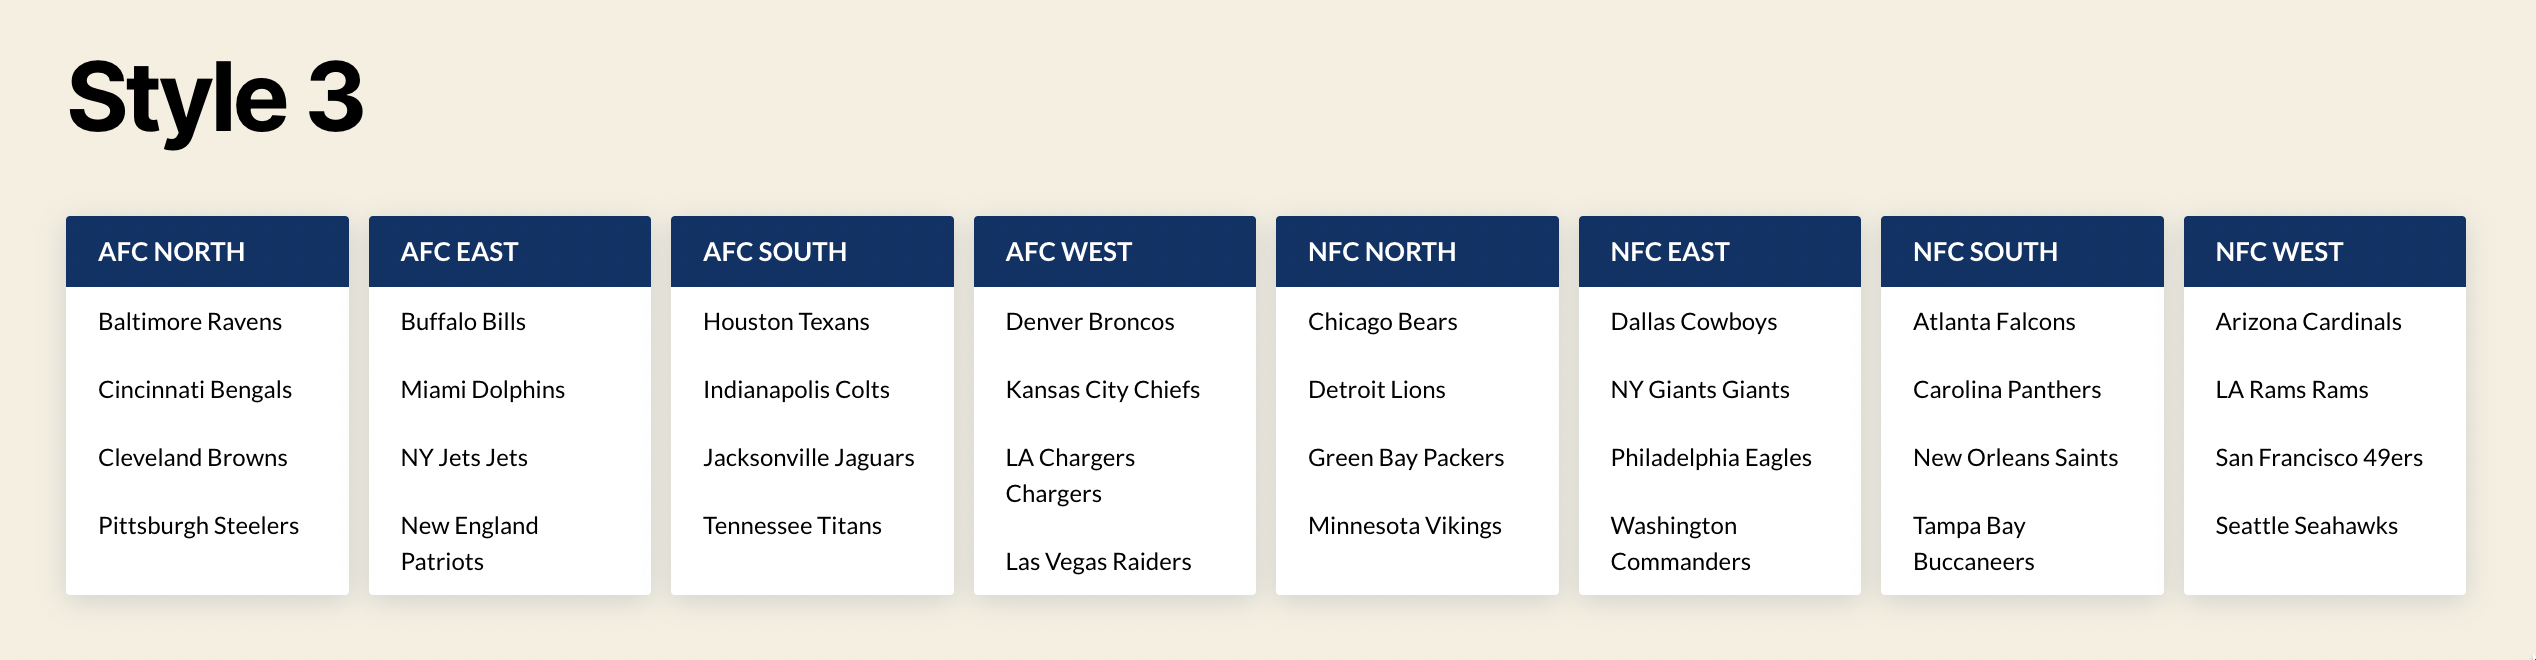 Style 3
AFC NORTH
Baltimore Ravens
Cincinnati Bengals
Cleveland Browns
Pittsburgh Steelers
AFC EAST
Buffalo Bills
Miami Dolphins
NY Jets Jets
New England
Patriots
AFC SOUTH
Houston Texans
Indianapolis Colts
Jacksonville Jaguars
Tennessee Titans
AFC WEST
Denver Broncos
Kansas City Chiefs
LA Chargers
Chargers
Las Vegas Raiders
NFC NORTH
Chicago Bears
Detroit Lions
Green Bay Packers
Minnesota Vikings
NFC EAST
Dallas Cowboys
NY Giants Giants
Philadelphia Eagles
Washington
Commanders
NFC SOUTH
Atlanta Falcons
Carolina Panthers
New Orleans Saints
Tampa Bay
Buccaneers
NFC WEST
Arizona Cardinals
LA Rams Rams
San Francisco 49ers
Seattle Seahawks